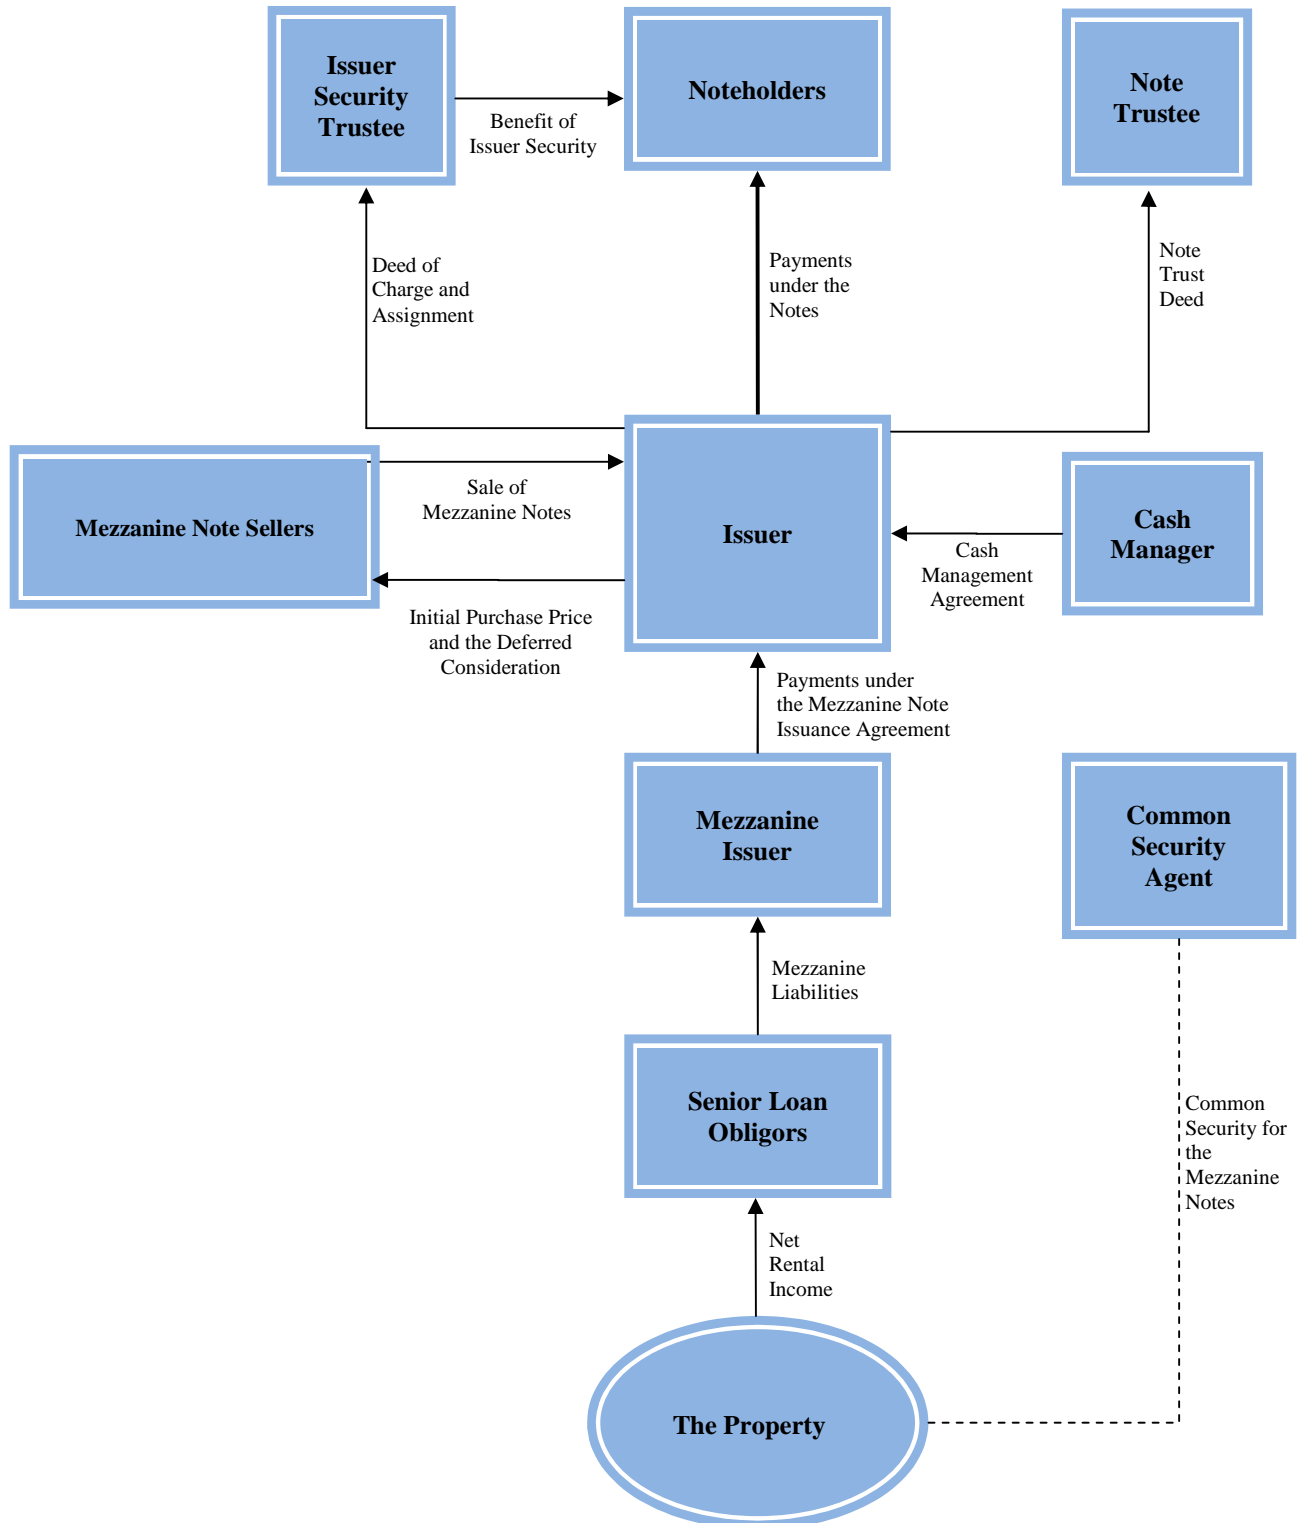 Issuer
Security
Trustee
Noteholders
Note
Trustee
Benefit of
Issuer Security
Deed of
Charge and
Assignment
Payments
under the
Notes
Note
Trust
Deed
Mezzanine Note Sellers
Sale of
Mezzanine Notes
Issuer
Cash
Manager
Cash
Management
Agreement
Initial Purchase Price
and the Deferred
Consideration
Payments under
the Mezzanine Note
Issuance Agreement
Mezzanine
Issuer
Common
Security
Agent
Mezzanine
Liabilities
Senior Loan
Obligors
Common
Security for
the
Mezzanine
Notes
Net
Rental
Income
The Property